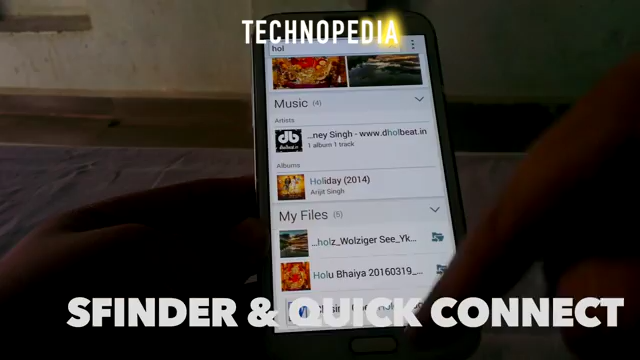 TECHNOPEDIA
hol
Music (4)
Artists
...ney Singh - www.dholbeat.in
1 album 1 track
Albums
Holiday (2014)
Arijit Singh
My Files (5)
...holz_Wolziger See_Yk...
Holu Bhaiya 20160319_...
SFINDER & QUICK CONNECT